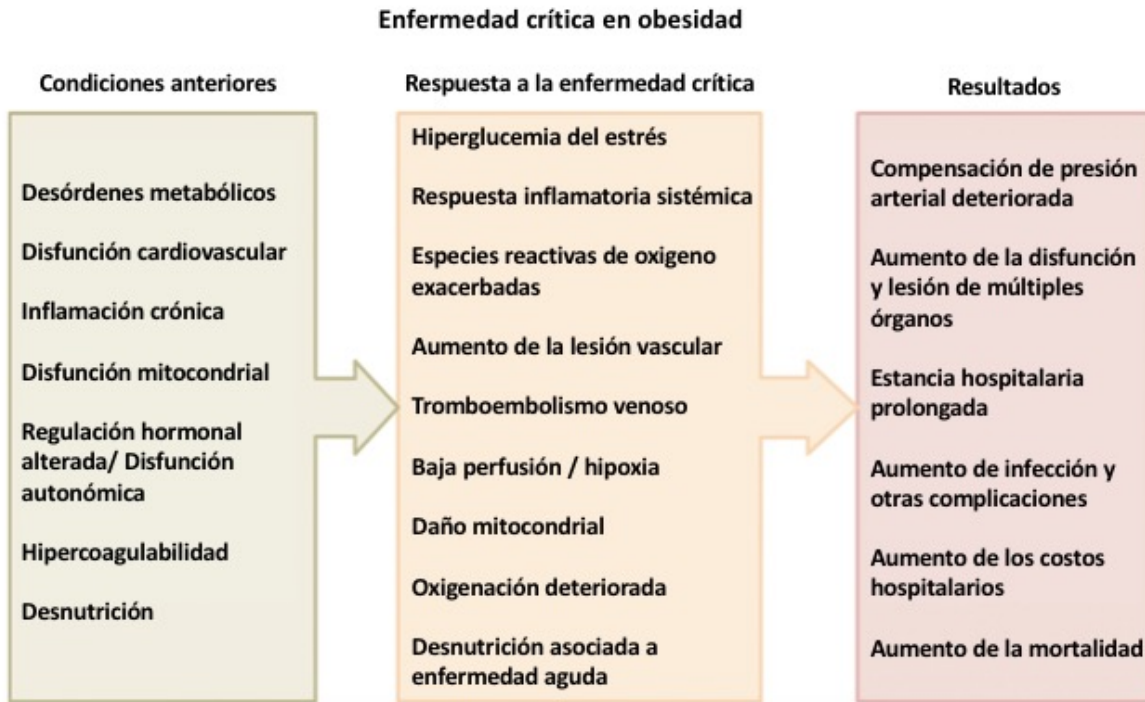 Enfermedad crítica en obesidad
Condiciones anteriores
Desórdenes metabólicos
Disfunción cardiovascular
Inflamación crónica
Disfunción mitocondrial
Regulación hormonal
alterada/ Disfunción
autonómica
Hipercoagulabilidad
Desnutrición
Respuesta a la enfermedad crítica
Hiperglucemia del estrés
Respuesta inflamatoria sistémica
Especies reactivas de oxigeno
exacerbadas
Aumento de la lesión vascular
Tromboembolismo venoso
Baja perfusión / hipoxia
Daño mitocondrial
Oxigenación deteriorada
Desnutrición asociada a
enfermedad aguda
Resultados
Compensación de presión
arterial deteriorada
Aumento de la disfunción
y lesión de múltiples
órganos
Estancia hospitalaria
prolongada
Aumento de infección y
otras complicaciones
Aumento de los costos
hospitalarios
Aumento de la mortalidad